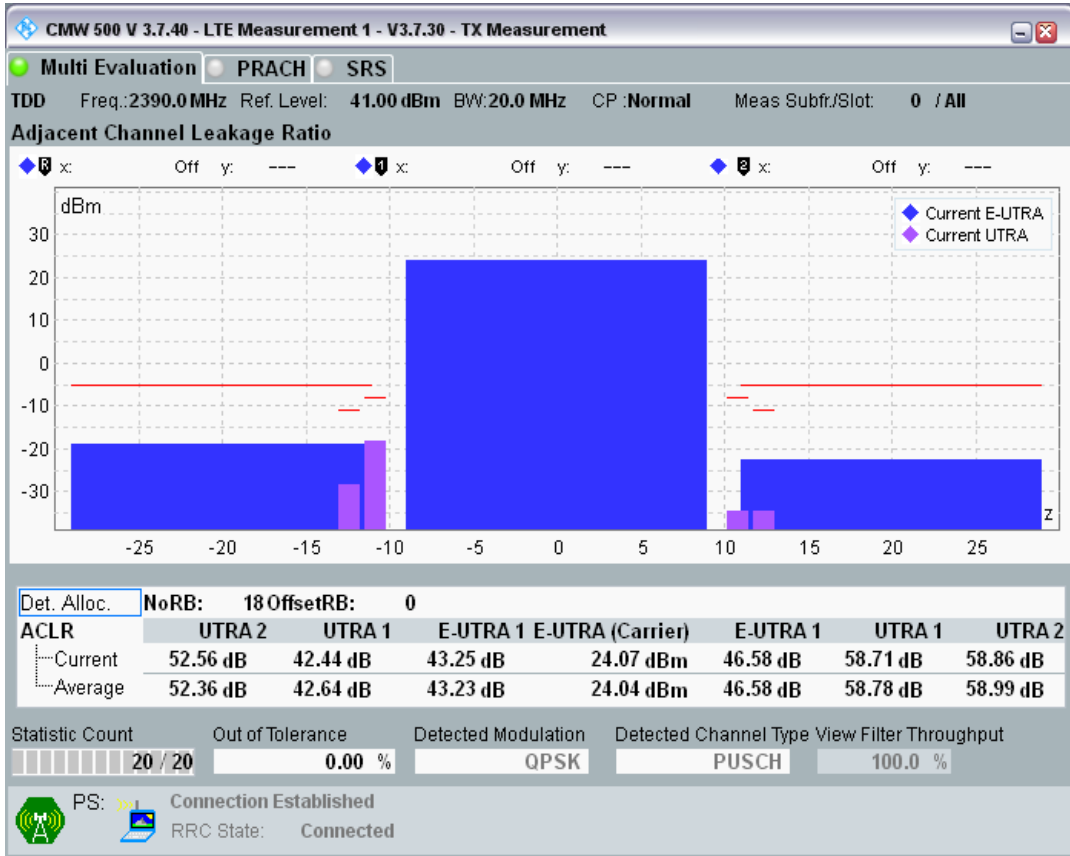 CMW 500 V 3.7.40 - LTE Measurement 1 - V3.7.30 - TX Measurement
Multi Evaluation PRACH SRS
TDD Freq.:2390.0 MHz Ref. Level: 41.00 dBm BW:20.0 MHz CP :Normal Meas Subfr./Slot: 0 / All
Adjacent Channel Leakage Ratio
R x: Off y: --- 1 x: Off y: --- 2 x: Off y: ---
dBm
Current E-UTRA
Current UTRA
30
20
10
0
-10
-20
-30
z
-25 -20 -15 -10 -5 0 5 10 15 20 25
Det. Alloc. NoRB: 18 OffsetRB: 0
ACLR UTRA 2 UTRA 1 E-UTRA 1 E-UTRA (Carrier) E-UTRA 1 UTRA 1 UTRA 2
Current 52.56 dB 42.44 dB 43.25 dB 24.07 dBm 46.58 dB 58.71 dB 58.86 dB
Average 52.36 dB 42.64 dB 43.23 dB 24.04 dBm 46.58 dB 58.78 dB 58.99 dB
Statistic Count Out of Tolerance Detected Modulation Detected Channel Type View Filter Throughput
20 / 20 0.00 % QPSK PUSCH 100.0 %
PS: Connection Established
RRC State: Connected